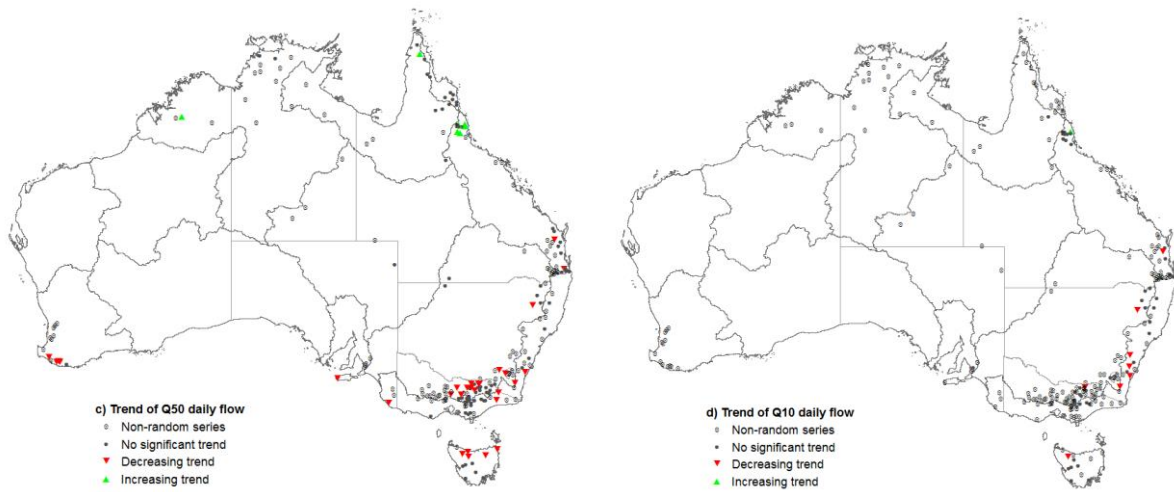 c) Trend of Q50 daily flow
Non-random series
No significant trend
Decreasing trend
Increasing trend
d) Trend of Q10 daily flow
Non-random series
No significant trend
Decreasing trend
Increasing trend